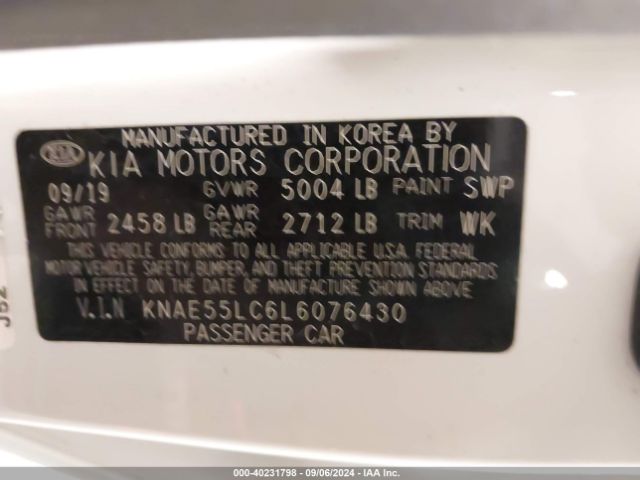 MANUFACTURED IN KOREA BY
KIA KIA MOTORS CORPORATION
09/19 GVWR 5004 LB PAINT SWP
GAWR FRONT 2458 LB GAWR REAR 2712 LB TRIM WK
THIS VEHICLE CONFORMS TO ALL APPLICABLE U.S.A. FEDERAL
MOTOR VEHICLE SAFETY, BUMPER, AND THEFT PREVENTION STANDARDS
IN EFFECT ON THE DATE OF MANUFACTURE SHOWN ABOVE.
V.I.N KNAE55LC6L6076430
PASSENGER CAR
000-40231798 - 09/06/2024 - IAA Inc.